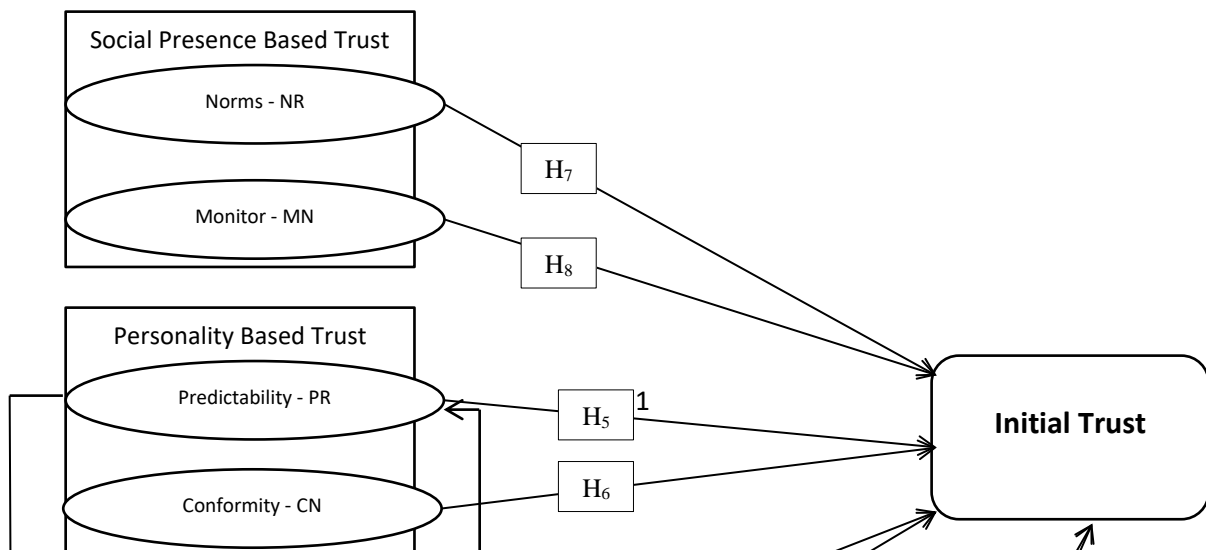 Social Presence Based Trust
Norms - NR
H₇
Monitor - MN
H₈
Personality Based Trust
Predictability - PR
H₅ 1
Initial Trust
H₆
Conformity - CN